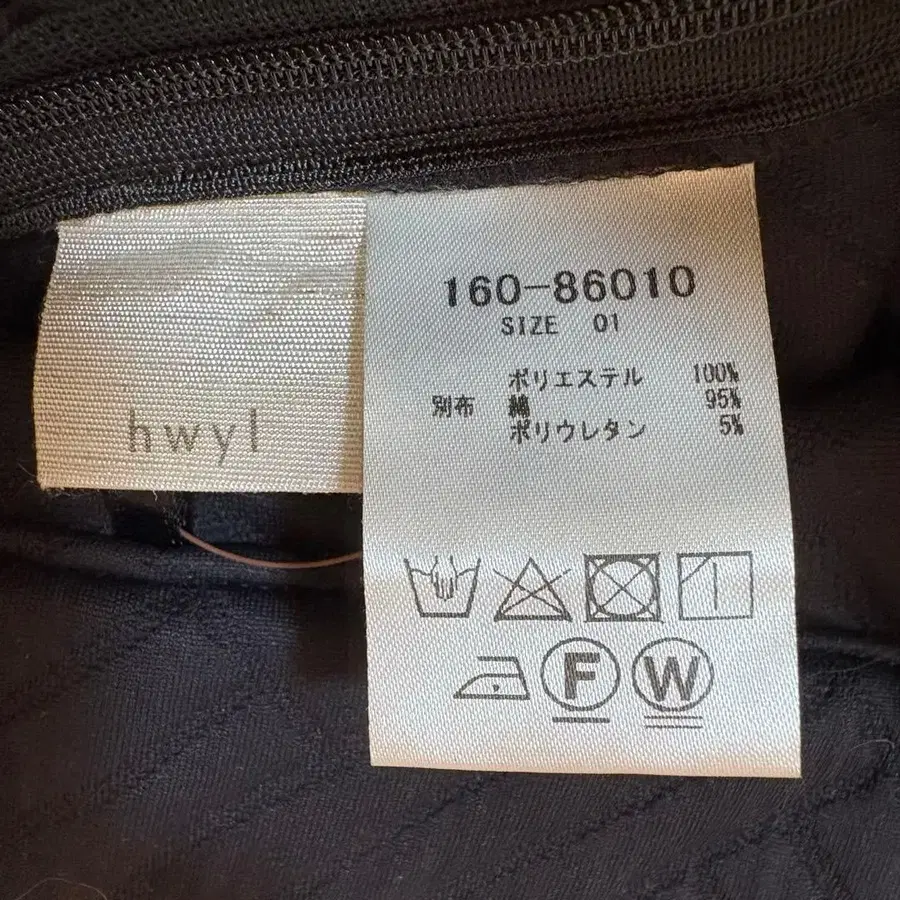 hwyl
160-86010
SIZE 01
ポリエステル 100%
別布 綿 95%
ポリウレタン 5%
F
W